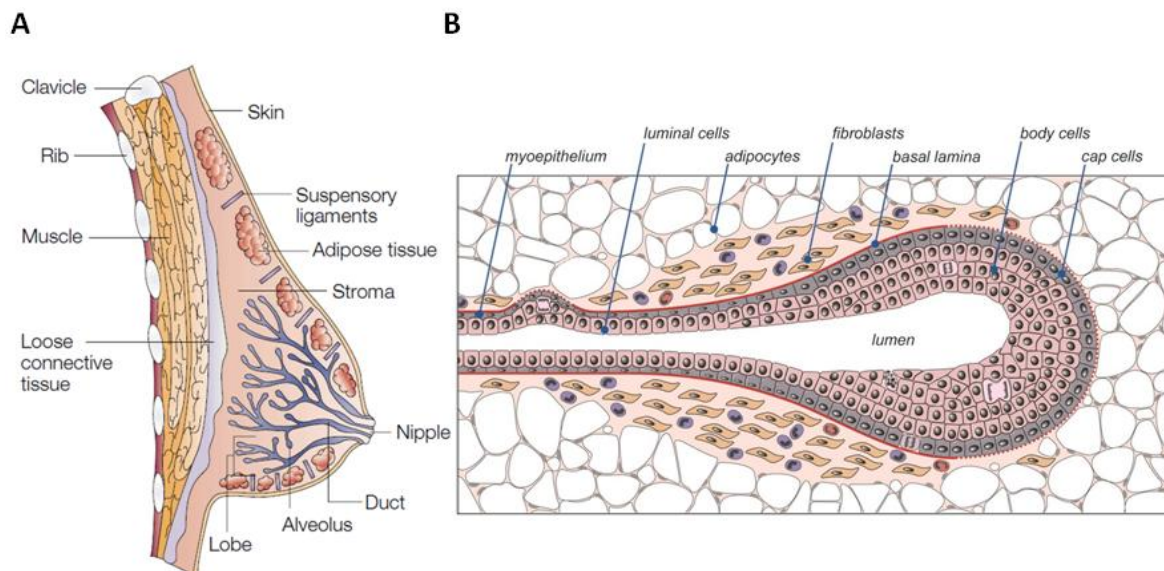 A
Clavicle
Rib
Muscle
Loose
connective
tissue
Skin
Suspensory
ligaments
Adipose tissue
Stroma
Nipple
Duct
Alveolus
Lobe
B
myoepithelium
luminal cells
adipocytes
fibroblasts
basal lamina
body cells
cap cells
lumen